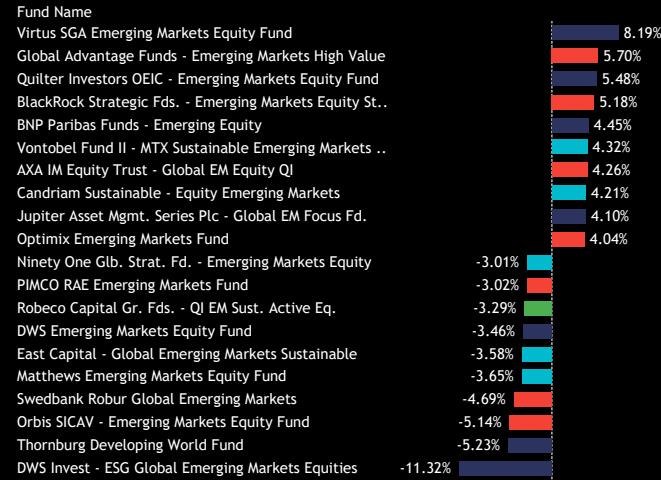 Fund Name
Virtus SGA Emerging Markets Equity Fund 8.19%
Global Advantage Funds - Emerging Markets High Value 5.70%
Quilter Investors OEIC - Emerging Markets Equity Fund 5.48%
BlackRock Strategic Fds. - Emerging Markets Equity St.. 5.18%
BNP Paribas Funds - Emerging Equity 4.45%
Vontobel Fund II - MTX Sustainable Emerging Markets .. 4.32%
AXA IM Equity Trust - Global EM Equity QI 4.26%
Candriam Sustainable - Equity Emerging Markets 4.21%
Jupiter Asset Mgmt. Series Plc - Global EM Focus Fd. 4.10%
Optimix Emerging Markets Fund 4.04%
Ninety One Glb. Strat. Fd. - Emerging Markets Equity -3.01%
PIMCO RAE Emerging Markets Fund -3.02%
Robeco Capital Gr. Fds. - QI EM Sust. Active Eq. -3.29%
DWS Emerging Markets Equity Fund -3.46%
East Capital - Global Emerging Markets Sustainable -3.58%
Matthews Emerging Markets Equity Fund -3.65%
Swedbank Robur Global Emerging Markets -4.69%
Orbis SICAV - Emerging Markets Equity Fund -5.14%
Thornburg Developing World Fund -5.23%
DWS Invest - ESG Global Emerging Markets Equities -11.32%